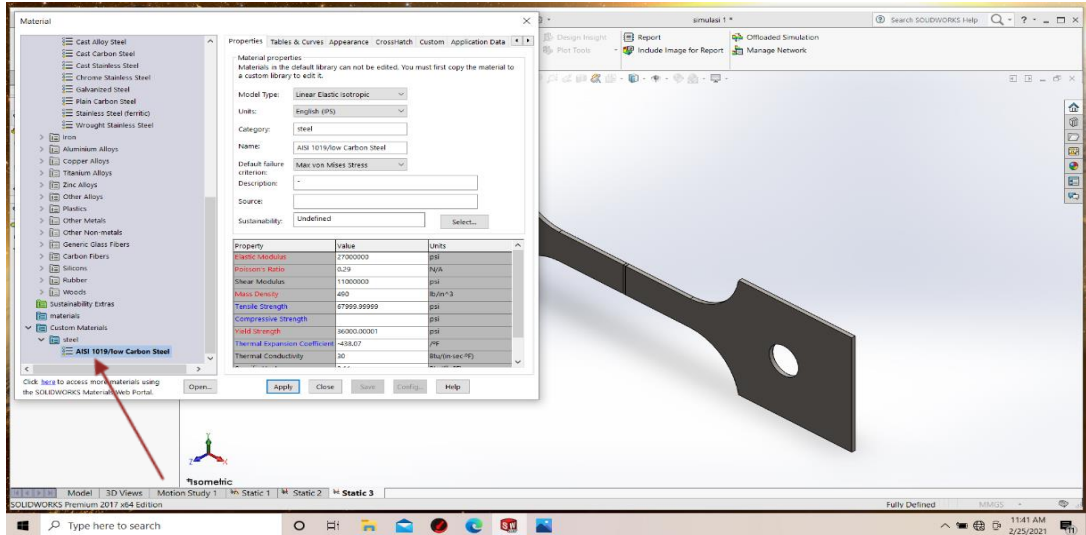 Material
simulasi 1 *
Search SOLIDWORKS Help
Cast Alloy Steel
Cast Carbon Steel
Cast Stainless Steel
Chrome Stainless Steel
Galvanized Steel
Plain Carbon Steel
Stainless Steel (ferritic)
Wrought Stainless Steel
Iron
Aluminium Alloys
Copper Alloys
Titanium Alloys
Zinc Alloys
Other Alloys
Plastics
Other Metals
Other Non-metals
Generic Glass Fibers
Carbon Fibers
Silicons
Rubber
Woods
Sustainability Extras
materials
Custom Materials
steel
AISI 1019/low Carbon Steel
Click here to access more materials using
the SOLIDWORKS Materials Web Portal.
Open...
Properties Tables & Curves Appearance CrossHatch Custom Application Data
Material properties
Materials in the default library can not be edited. You must first copy the material to
a custom library to edit it.
Model Type: Linear Elastic Isotropic
Units: English (IPS)
Category: steel
Name: AISI 1019/low Carbon Steel
Default failure criterion: Max von Mises Stress
Description: -
Source:
Sustainability: Undefined Select...
Property Value Units
Elastic Modulus 27000000 psi
Poisson's Ratio 0.29 N/A
Shear Modulus 11000000 psi
Mass Density 490 lb/in^3
Tensile Strength 67999.99999 psi
Compressive Strength psi
Yield Strength 36000.00001 psi
Thermal Expansion Coefficient -438.07 /°F
Thermal Conductivity 30 Btu/(in·sec·°F)
Apply Close Save Config... Help
Design Insight Report Offloaded Simulation
Plot Tools Include Image for Report Manage Network
*Isometric
Model 3D Views Motion Study 1 Static 1 Static 2 Static 3
SOLIDWORKS Premium 2017 x64 Edition
Fully Defined MMGS
Type here to search
11:41 AM
2/25/2021